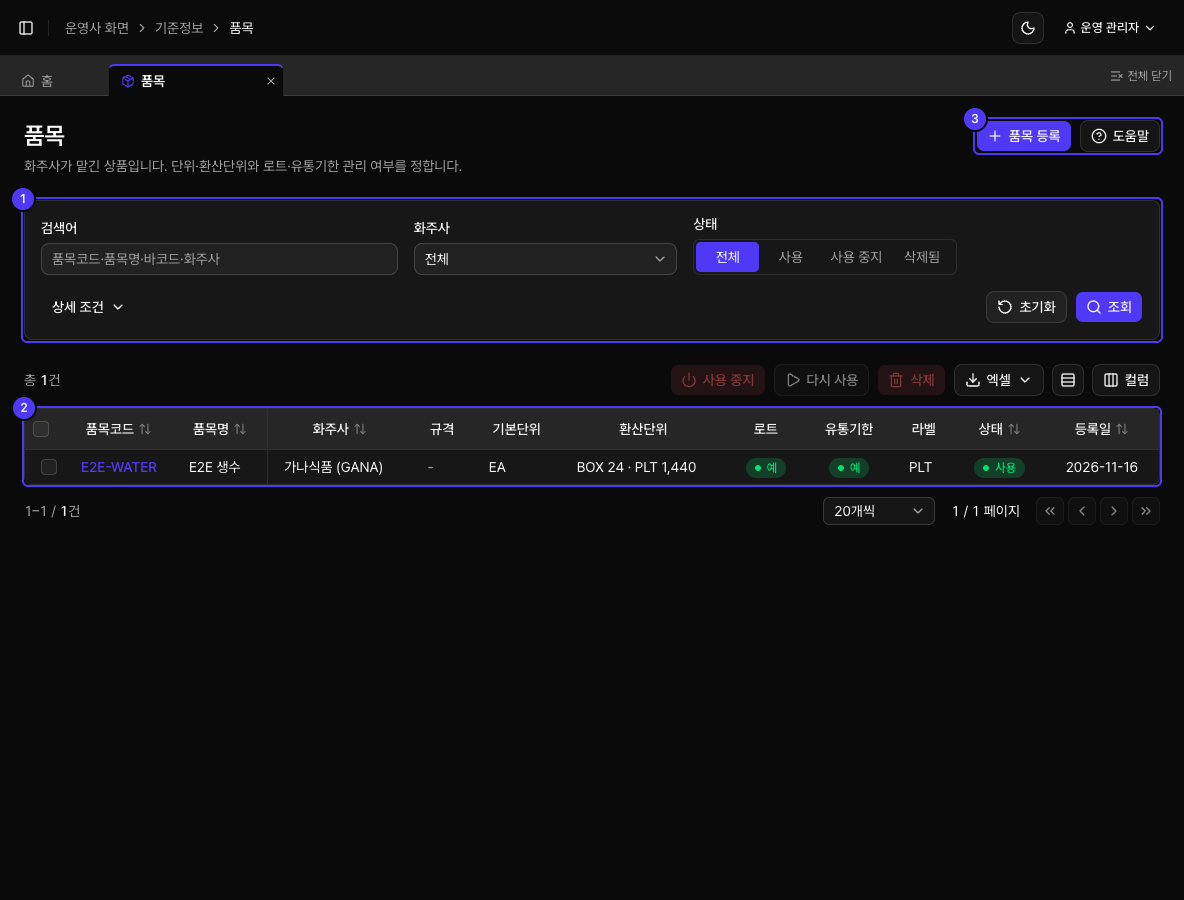 운영사 화면 > 기준정보 > 품목
운영 관리자
홈
품목
전체 닫기
품목
화주사가 맡긴 상품입니다. 단위·환산단위와 로트·유통기한 관리 여부를 정합니다.
3
품목 등록
도움말
1
검색어
화주사
상태
품목코드·품목명·바코드·화주사
전체
전체
사용
사용 중지
삭제됨
상세 조건
초기화
조회
총 1건
사용 중지
다시 사용
삭제
엑셀
컬럼
2
품목코드 품목명 화주사 규격 기본단위 환산단위 로트 유통기한 라벨 상태 등록일
E2E-WATER E2E 생수 가나식품 (GANA) - EA BOX 24 · PLT 1,440 예 예 PLT 사용 2026-11-16
1–1 / 1건
20개씩
1 / 1 페이지